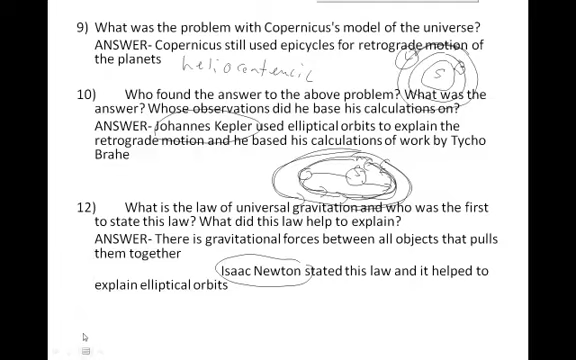 9) What was the problem with Copernicus's model of the universe?
ANSWER- Copernicus still used epicycles for retrograde motion of
the planets
heliocentencic
S
10) Who found the answer to the above problem? What was the
answer? Whose observations did he base his calculations on?
ANSWER- Johannes Kepler used elliptical orbits to explain the
retrograde motion and he based his calculations of work by Tycho
Brahe
12) What is the law of universal gravitation and who was the first
to state this law? What did this law help to explain?
ANSWER- There is gravitational forces between all objects that pulls
them together
Isaac Newton stated this law and it helped to
explain elliptical orbits